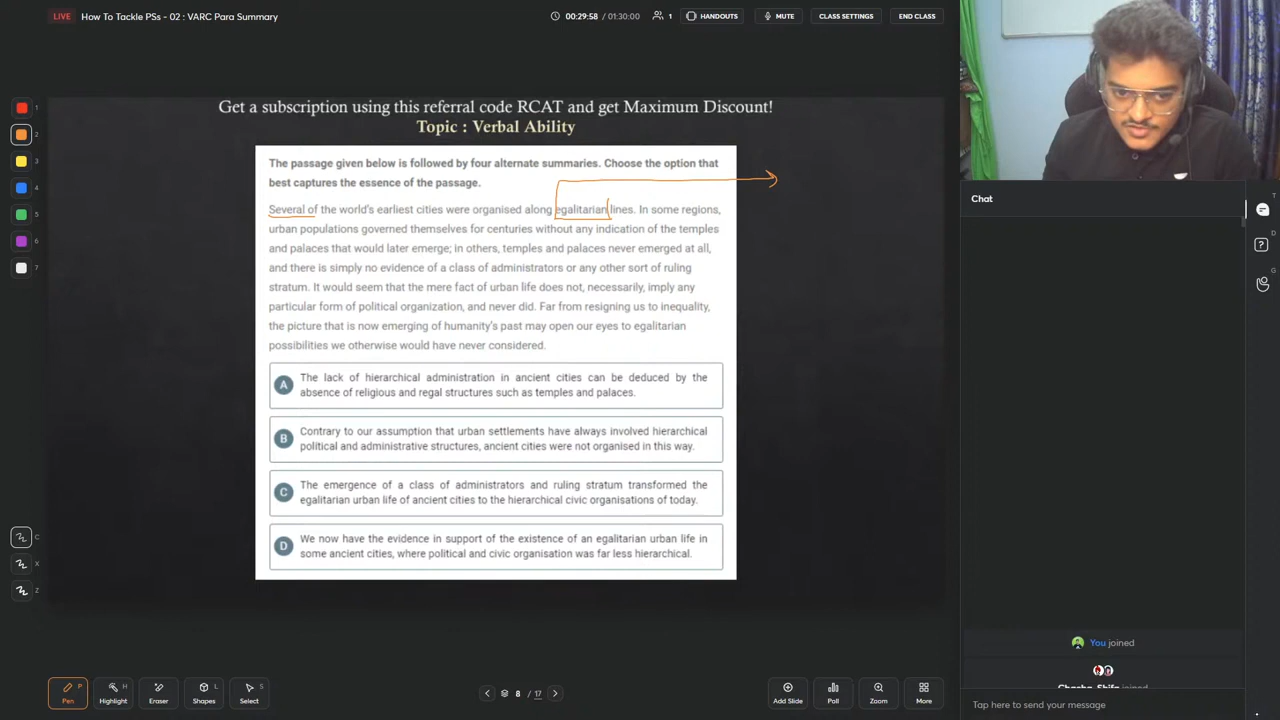 LIVE How To Tackle PSs - 02 : VARC Para Summary 00:29:58 / 01:30:00 1 HANDOUTS MUTE CLASS SETTINGS END CLASS
Get a subscription using this referral code RCAT and get Maximum Discount!
Topic : Verbal Ability
The passage given below is followed by four alternate summaries. Choose the option that
best captures the essence of the passage.
Several of the world's earliest cities were organised along egalitarian lines. In some regions,
urban populations governed themselves for centuries without any indication of the temples
and palaces that would later emerge; in others, temples and palaces never emerged at all,
and there is simply no evidence of a class of administrators or any other sort of ruling
stratum. It would seem that the mere fact of urban life does not, necessarily, imply any
particular form of political organization, and never did. Far from resigning us to inequality,
the picture that is now emerging of humanity's past may open our eyes to egalitarian
possibilities we otherwise would have never considered.
A The lack of hierarchical administration in ancient cities can be deduced by the
absence of religious and regal structures such as temples and palaces.
B Contrary to our assumption that urban settlements have always involved hierarchical
political and administrative structures, ancient cities were not organised in this way.
C The emergence of a class of administrators and ruling stratum transformed the
egalitarian urban life of ancient cities to the hierarchical civic organisations of today.
D We now have the evidence in support of the existence of an egalitarian urban life in
some ancient cities, where political and civic organisation was far less hierarchical.
1
2
3
4
5
6
7
C
X
Z
Pen P
Highlight H
Eraser
Shapes L
Select S
8 / 17
Add Slide
Poll
Zoom
More
Chat
T
D
G
You joined
joined
Tap here to send your message